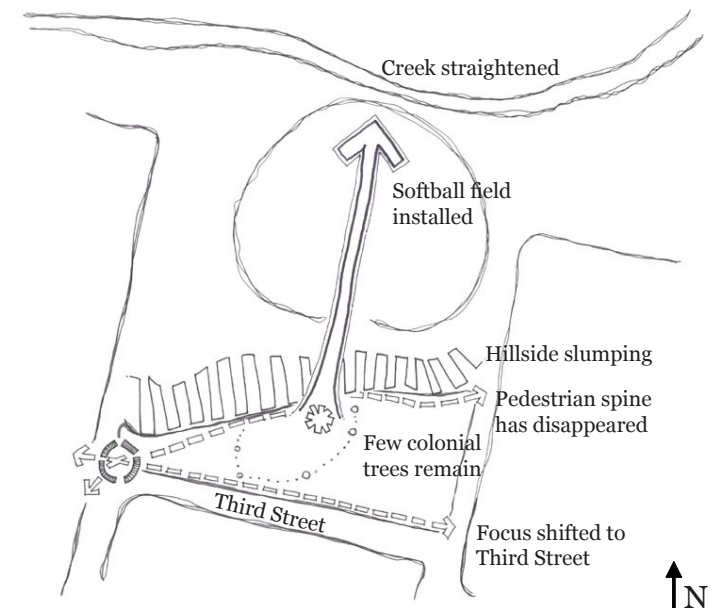 Creek straightened
Softball field
installed
Hillside slumping
Pedestrian spine
has disappeared
Few colonial
trees remain
Third Street
Focus shifted to
Third Street
N